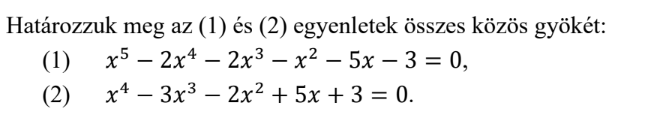 Határozzuk meg az (1) és (2) egyenletek összes közös gyökét:
(1) x⁵ − 2x⁴ − 2x³ − x² − 5x − 3 = 0,
(2) x⁴ − 3x³ − 2x² + 5x + 3 = 0.